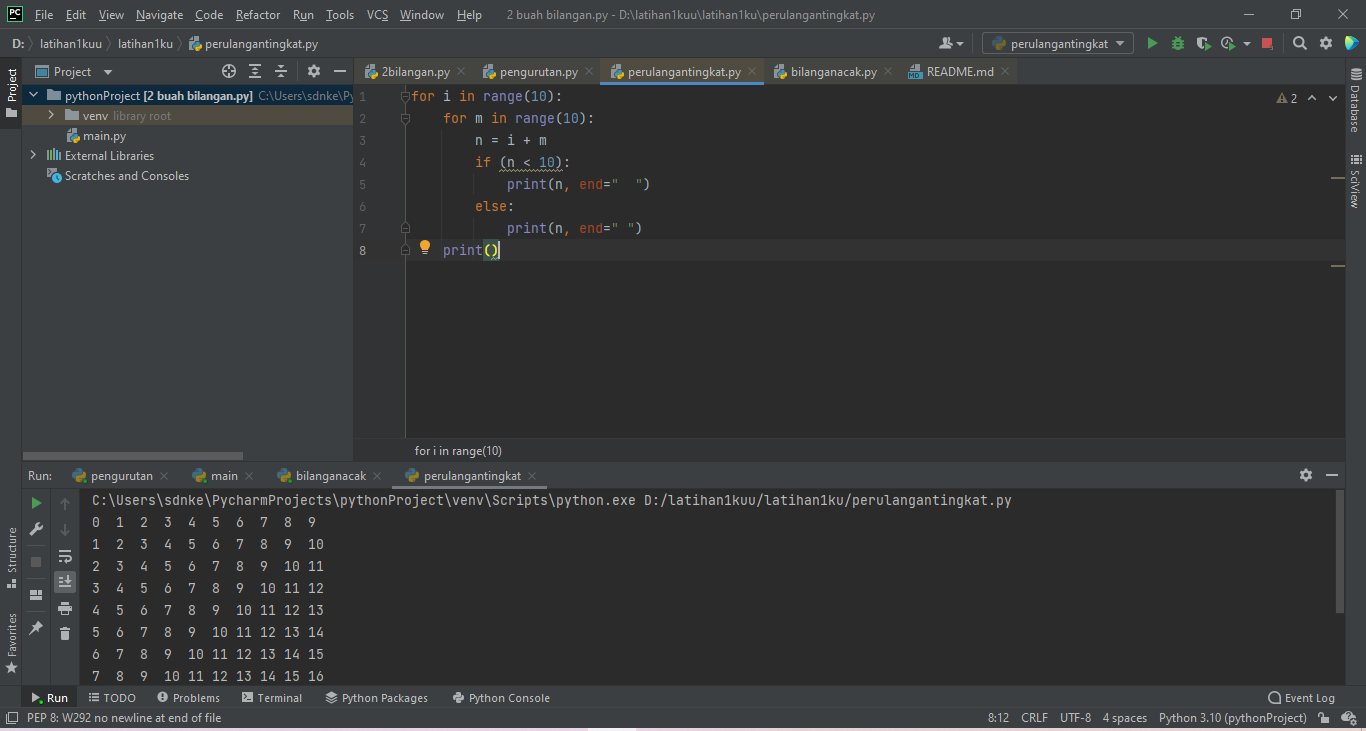 PC File Edit View Navigate Code Refactor Run Tools VCS Window Help 2 buah bilangan.py - D:\latihan1kuu\latihan1ku\perulangantingkat.py
D: latihan1kuu latihan1ku perulangantingkat.py perulangantingkat
Project Project 2bilangan.py pengurutan.py perulangantingkat.py bilanganacak.py README.md
pythonProject [2 buah bilangan.py] C:\Users\sdnke\Py
venv library root
main.py
External Libraries
Scratches and Consoles
1 for i in range(10):
2 for m in range(10):
3 n = i + m
4 if (n < 10):
5 print(n, end="  ")
6 else:
7 print(n, end=" ")
8 print()
2
Database
SciView
for i in range(10)
Run: pengurutan main bilanganacak perulangantingkat
C:\Users\sdnke\PycharmProjects\pythonProject\venv\Scripts\python.exe D:/latihan1kuu/latihan1ku/perulangantingkat.py
0  1  2  3  4  5  6  7  8  9
1  2  3  4  5  6  7  8  9  10
2  3  4  5  6  7  8  9  10 11
3  4  5  6  7  8  9  10 11 12
4  5  6  7  8  9  10 11 12 13
5  6  7  8  9  10 11 12 13 14
6  7  8  9  10 11 12 13 14 15
7  8  9  10 11 12 13 14 15 16
Structure
Favorites
Run TODO Problems Terminal Python Packages Python Console Event Log
PEP 8: W292 no newline at end of file 8:12 CRLF UTF-8 4 spaces Python 3.10 (pythonProject)